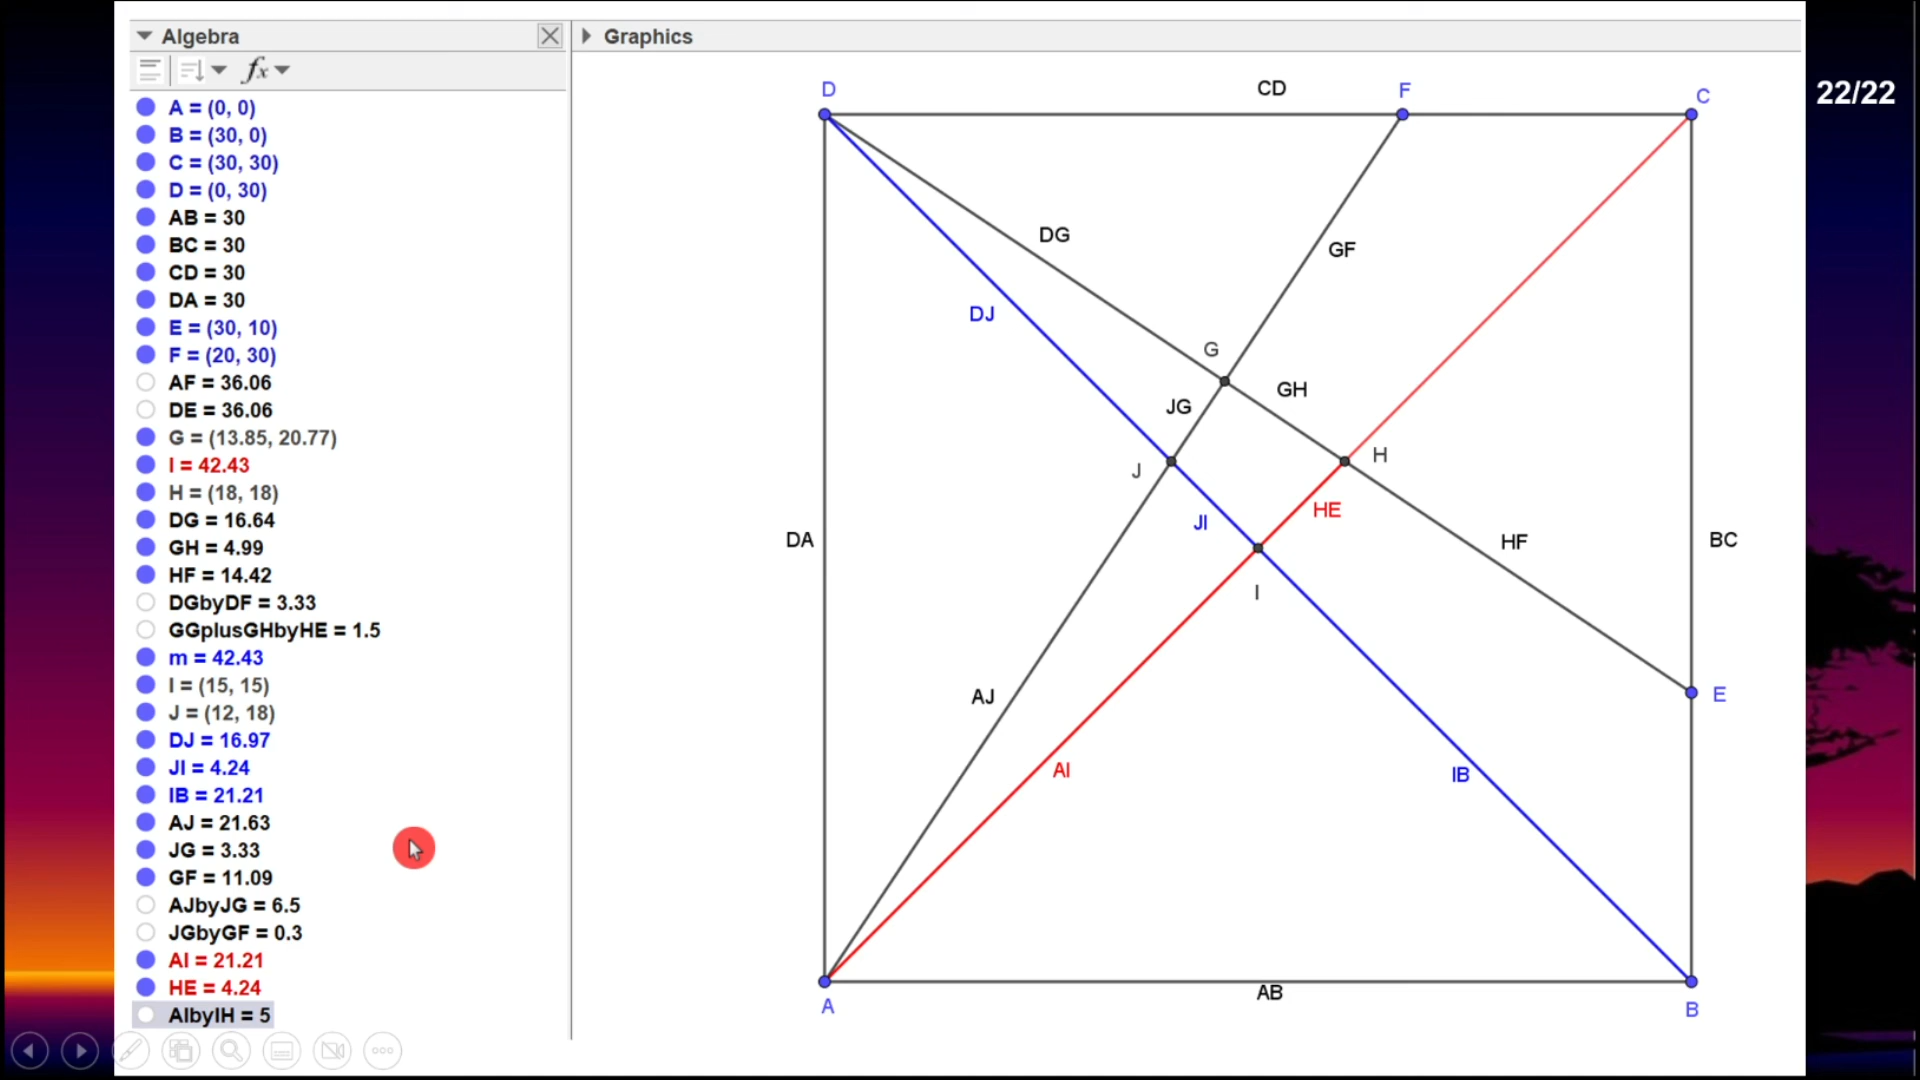 Algebra
Graphics
fx
22/22
A = (0, 0)
B = (30, 0)
C = (30, 30)
D = (0, 30)
AB = 30
BC = 30
CD = 30
DA = 30
E = (30, 10)
F = (20, 30)
AF = 36.06
DE = 36.06
G = (13.85, 20.77)
l = 42.43
H = (18, 18)
DG = 16.64
GH = 4.99
HF = 14.42
DGbyDF = 3.33
GGplusGHbyHE = 1.5
m = 42.43
I = (15, 15)
J = (12, 18)
DJ = 16.97
JI = 4.24
IB = 21.21
AJ = 21.63
JG = 3.33
GF = 11.09
AJbyJG = 6.5
JGbyGF = 0.3
AI = 21.21
HE = 4.24
AIbyIH = 5
D
CD
F
C
DG
GF
DJ
G
GH
JG
J
H
HE
JI
DA
HF
BC
I
E
AJ
AI
IB
A
AB
B